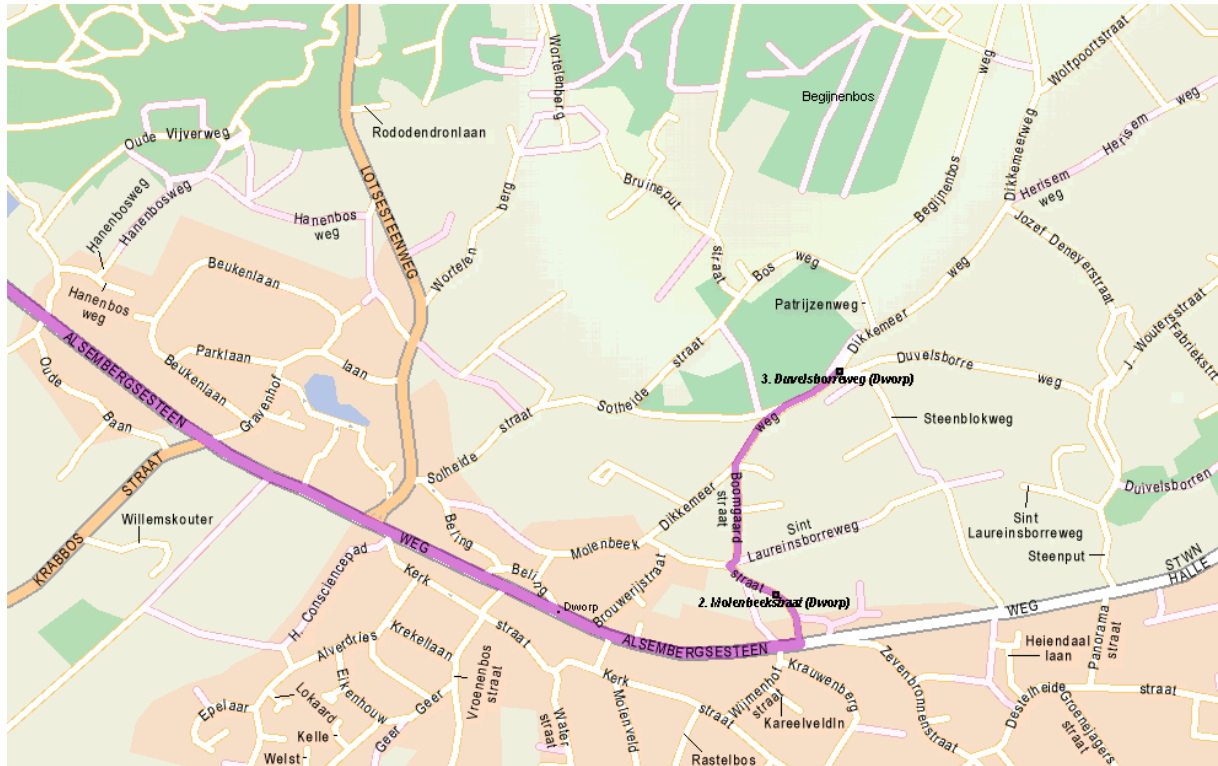 Wortelenberg
Begijnenbos
weg
Wolfpoortstraat
Rododendronlaan
Oude Vijverweg
Dikkemeerweg
Herisem weg
Herisem
weg
Hanenbosweg
Hanenbosweg
Bruineput
straat
Begijnenbos
Hanenbos
weg
LOTSESTEENWEG
Wortelen
berg
Jozef Deneyerstraat
Beukenlaan
Bos weg
weg
Hanenbos
weg
Patrijzenweg
J. Woutersstraat
Fabriekstrt
ALSEMBERGSESTEEN
Parklaan
laan
Beukenlaan
Dikkemeer
Duvelsborre
weg
Oude
Baan
Gravenhof
Solheide
straat
3. Duvelsborreweg (Dworp)
weg
Solheide
straat
Steenblokweg
KRABBOS STRAAT
Willemskouter
WEG
Bering
Beling
Dikkemeer
Boomgaard
straat
Duivelsborren
Sint
Laureinsborreweg
Sint
Laureinsborreweg
Steenput
Molenbeek
straat
STWN
HALLE
H. Consciencepad
Kerk
straat
Brouwerijstraat
Dworp
2. Molenbeekstraat (Dworp)
WEG
ALSEMBERGSESTEEN
Alverdries
Krekellaan
Eikenhouw
Geer
Geer
Vroenenbos
straat
Heiendaal
laan
Panorama
straat
Lokaard
Epelaar
Kelle
Welst
Kerk
straat
Water
straat
Molenveld
Wijmenhof
straat
Krauwenberg
Kareelveldln
Rastelbos
Zevenbronnenstraat
Destelheide
straat
Groenejagers
straat